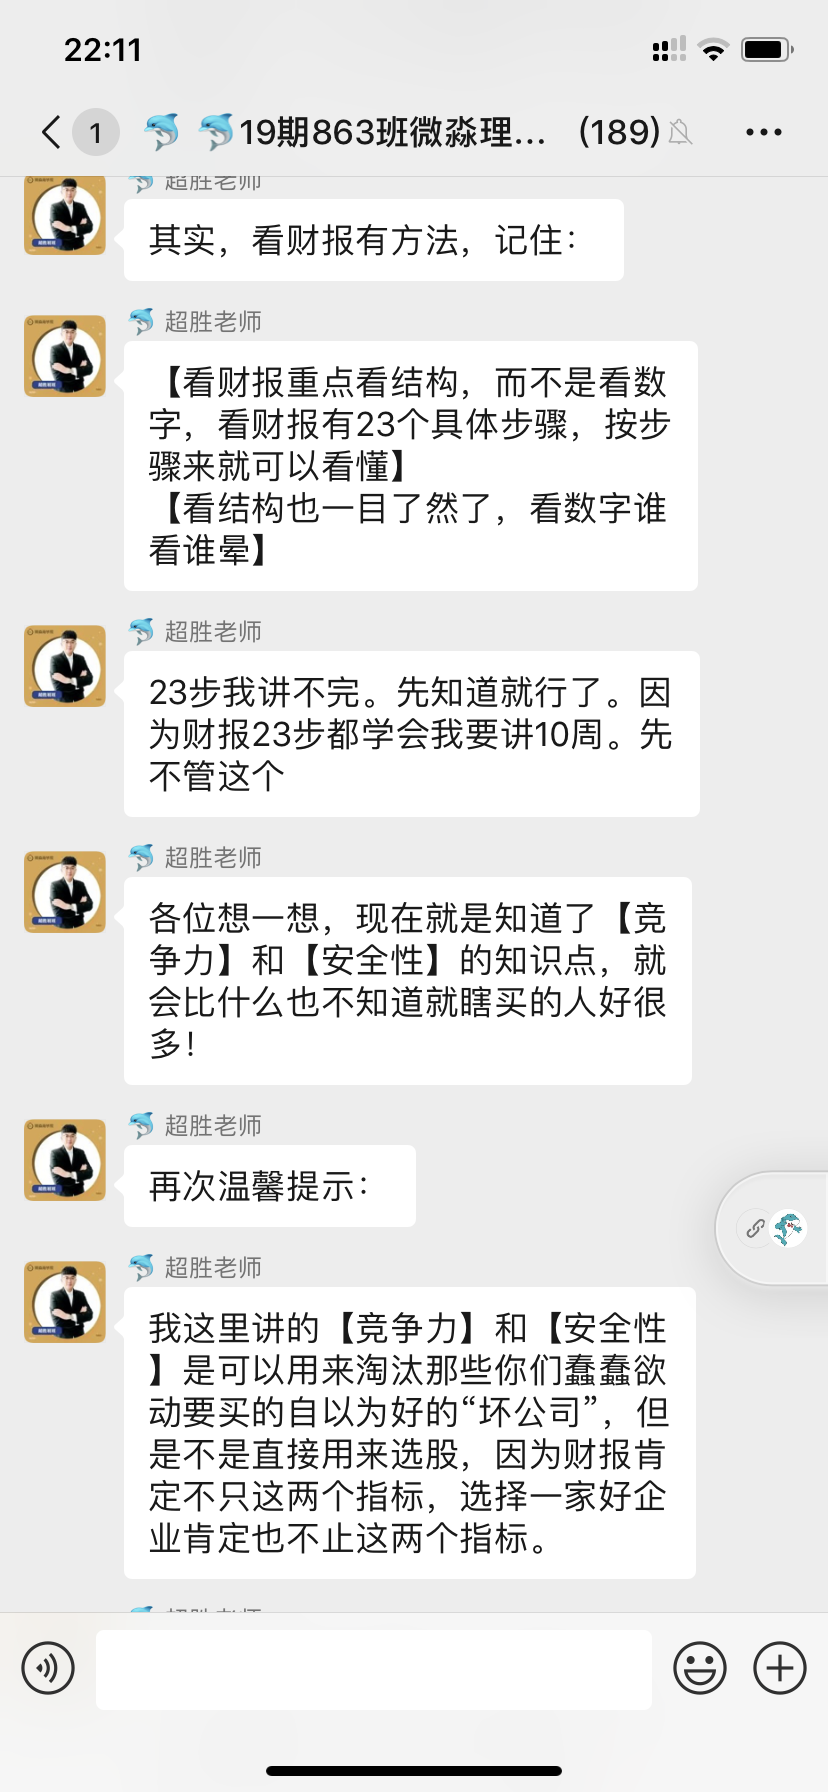 22:11
1
19期863班微淼理... (189)
超胜老师
其实，看财报有方法，记住：
超胜老师
【看财报重点看结构，而不是看数
字，看财报有23个具体步骤，按步
骤来就可以看懂】
【看结构也一目了然了，看数字谁
看谁晕】
超胜老师
23步我讲不完。先知道就行了。因
为财报23步都学会我要讲10周。先
不管这个
超胜老师
各位想一想，现在就是知道了【竞
争力】和【安全性】的知识点，就
会比什么也不知道就瞎买的人好很
多！
超胜老师
再次温馨提示：
超胜老师
我这里讲的【竞争力】和【安全性
】是可以用来淘汰那些你们蠢蠢欲
动要买的自以为好的“坏公司”，但
是不是直接用来选股，因为财报肯
定不只这两个指标，选择一家好企
业肯定也不止这两个指标。